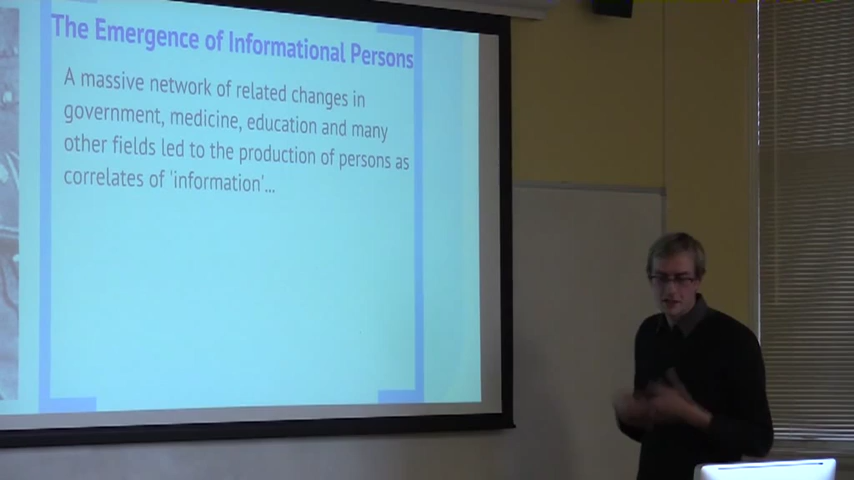 The Emergence of Informational Persons
A massive network of related changes in
government, medicine, education and many
other fields led to the production of persons as
correlates of 'information'...